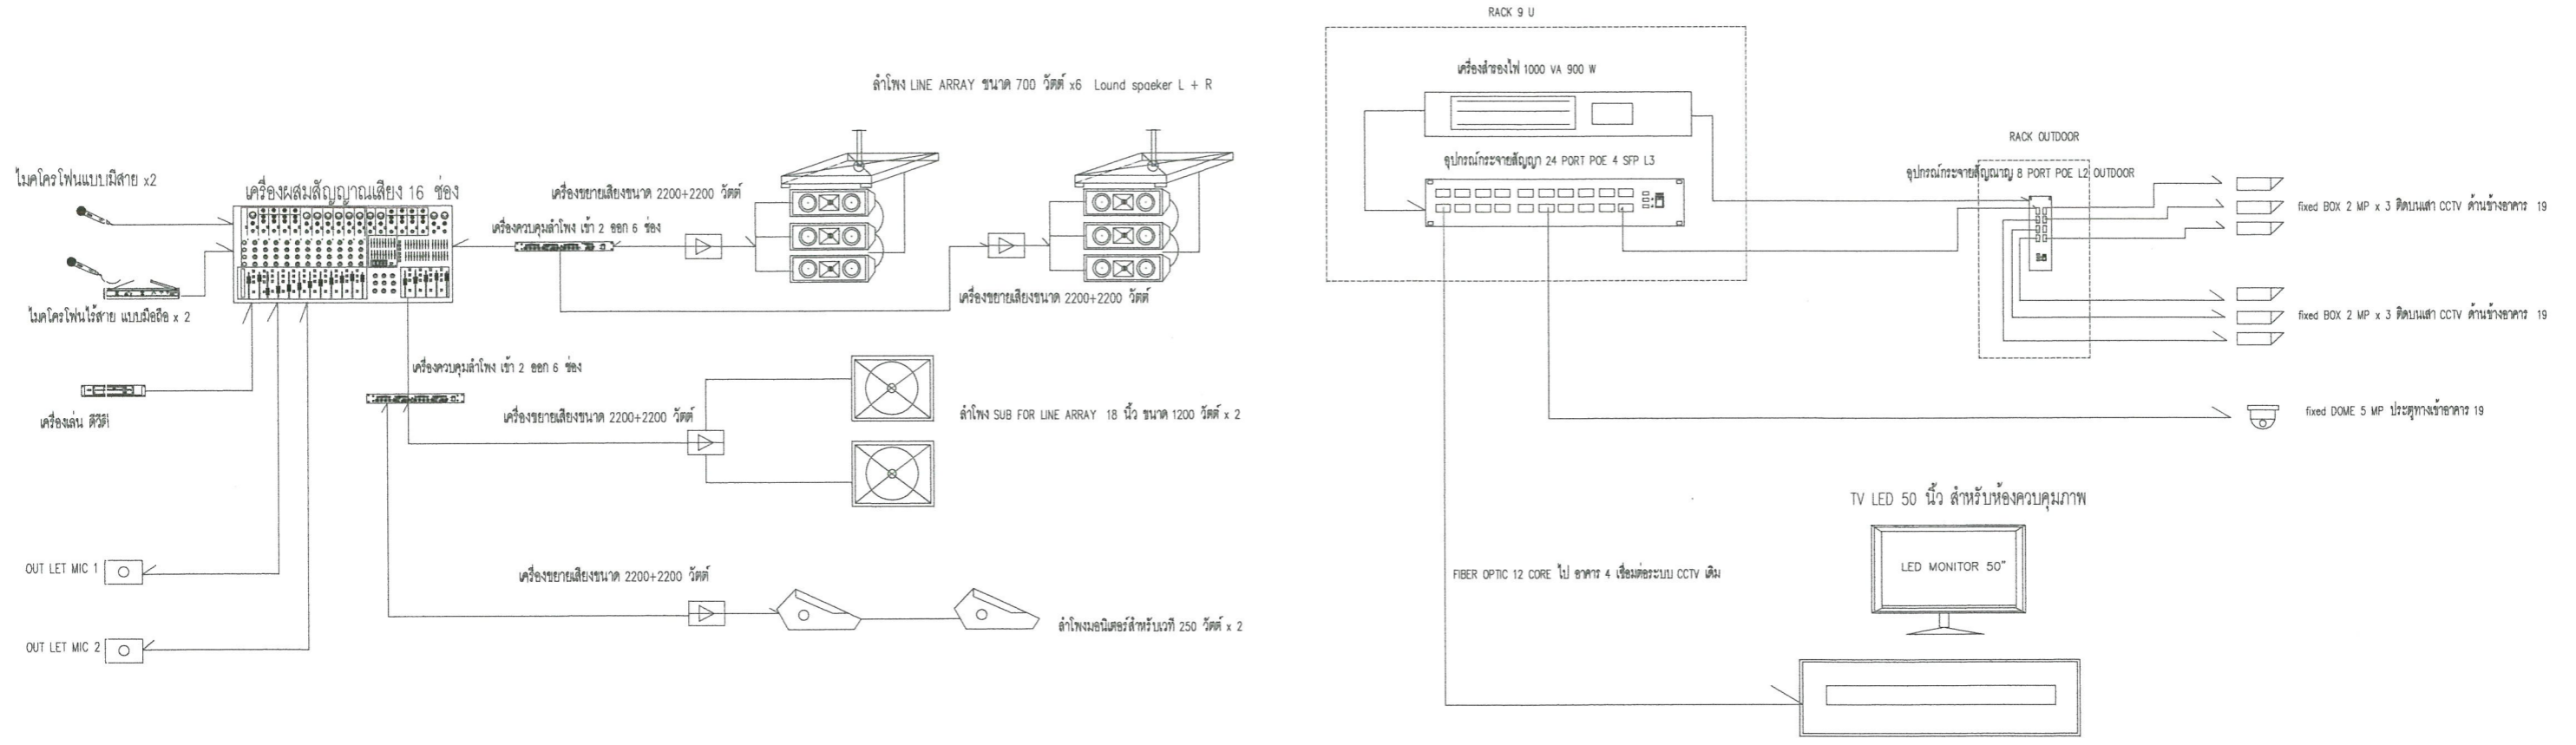 ไมคโครโฟนแบบมีสาย x2
เครื่องผสมสัญญาณเสียง 16 ช่อง
ไมคโครโฟนไร้สาย แบบมือถือ x 2
เครื่องเล่น ดีวีดี
OUT LET MIC 1
OUT LET MIC 2
ลำโพง LINE ARRAY ขนาด 700 วัตต์ x6 Lound spaeker L + R
เครื่องขยายเสียงขนาด 2200+2200 วัตต์
เครื่องควบคุมลำโพง เข้า 2 ออก 6 ช่อง
เครื่องขยายเสียงขนาด 2200+2200 วัตต์
เครื่องควบคุมลำโพง เข้า 2 ออก 6 ช่อง
เครื่องขยายเสียงขนาด 2200+2200 วัตต์
ลำโพง SUB FOR LINE ARRAY 18 นิ้ว ขนาด 1200 วัตต์ x 2
เครื่องขยายเสียงขนาด 2200+2200 วัตต์
ลำโพงมอนิเตอร์สำหรับเวที 250 วัตต์ x 2
RACK 9 U
เครื่องสำรองไฟ 1000 VA 900 W
อุปกรณ์กระจายสัญญา 24 PORT POE 4 SFP L3
RACK OUTDOOR
อุปกรณ์กระจายสัญณาญ 8 PORT POE L2 OUTDOOR
fixed BOX 2 MP x 3 ติดบนเสา CCTV ด้านข้างอาคาร 19
fixed BOX 2 MP x 3 ติดบนเสา CCTV ด้านข้างอาคาร 19
fixed DOME 5 MP ประตูทางเข้าอาคาร 19
TV LED 50 นิ้ว สำหรับห้องควบคุมภาพ
LED MONITOR 50"
FIBER OPTIC 12 CORE ไป อาคาร 4 เชื่อมต่อระบบ CCTV เดิม